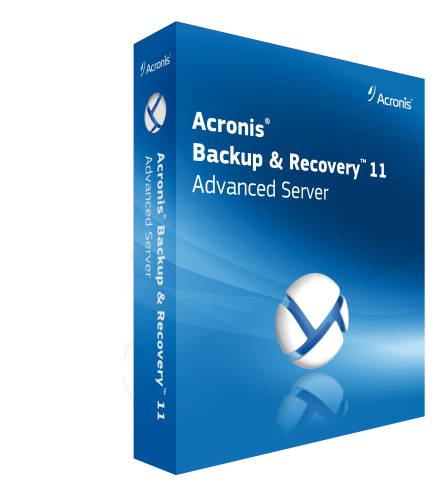 Acronis®
Acronis® Backup & Recovery™ 11
Advanced Server
Acronis®
Acronis®
Backup & Recovery™ 11
Advanced Server